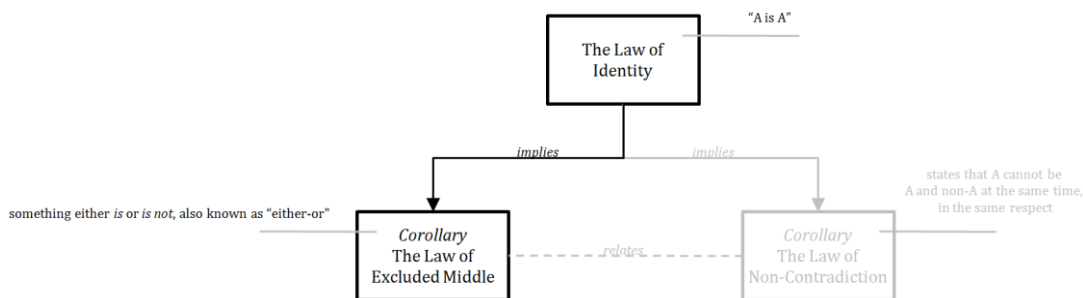 “A is A”
The Law of
Identity
implies
implies
states that A cannot be
A and non-A at the same time,
in the same respect
something either is or is not, also known as “either-or”
Corollary
The Law of
Excluded Middle
relates
Corollary
The Law of
Non-Contradiction